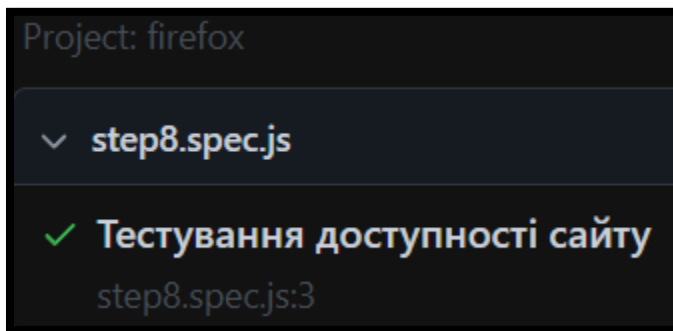 Project: firefox
step8.spec.js
Тестування доступності сайту
step8.spec.js:3